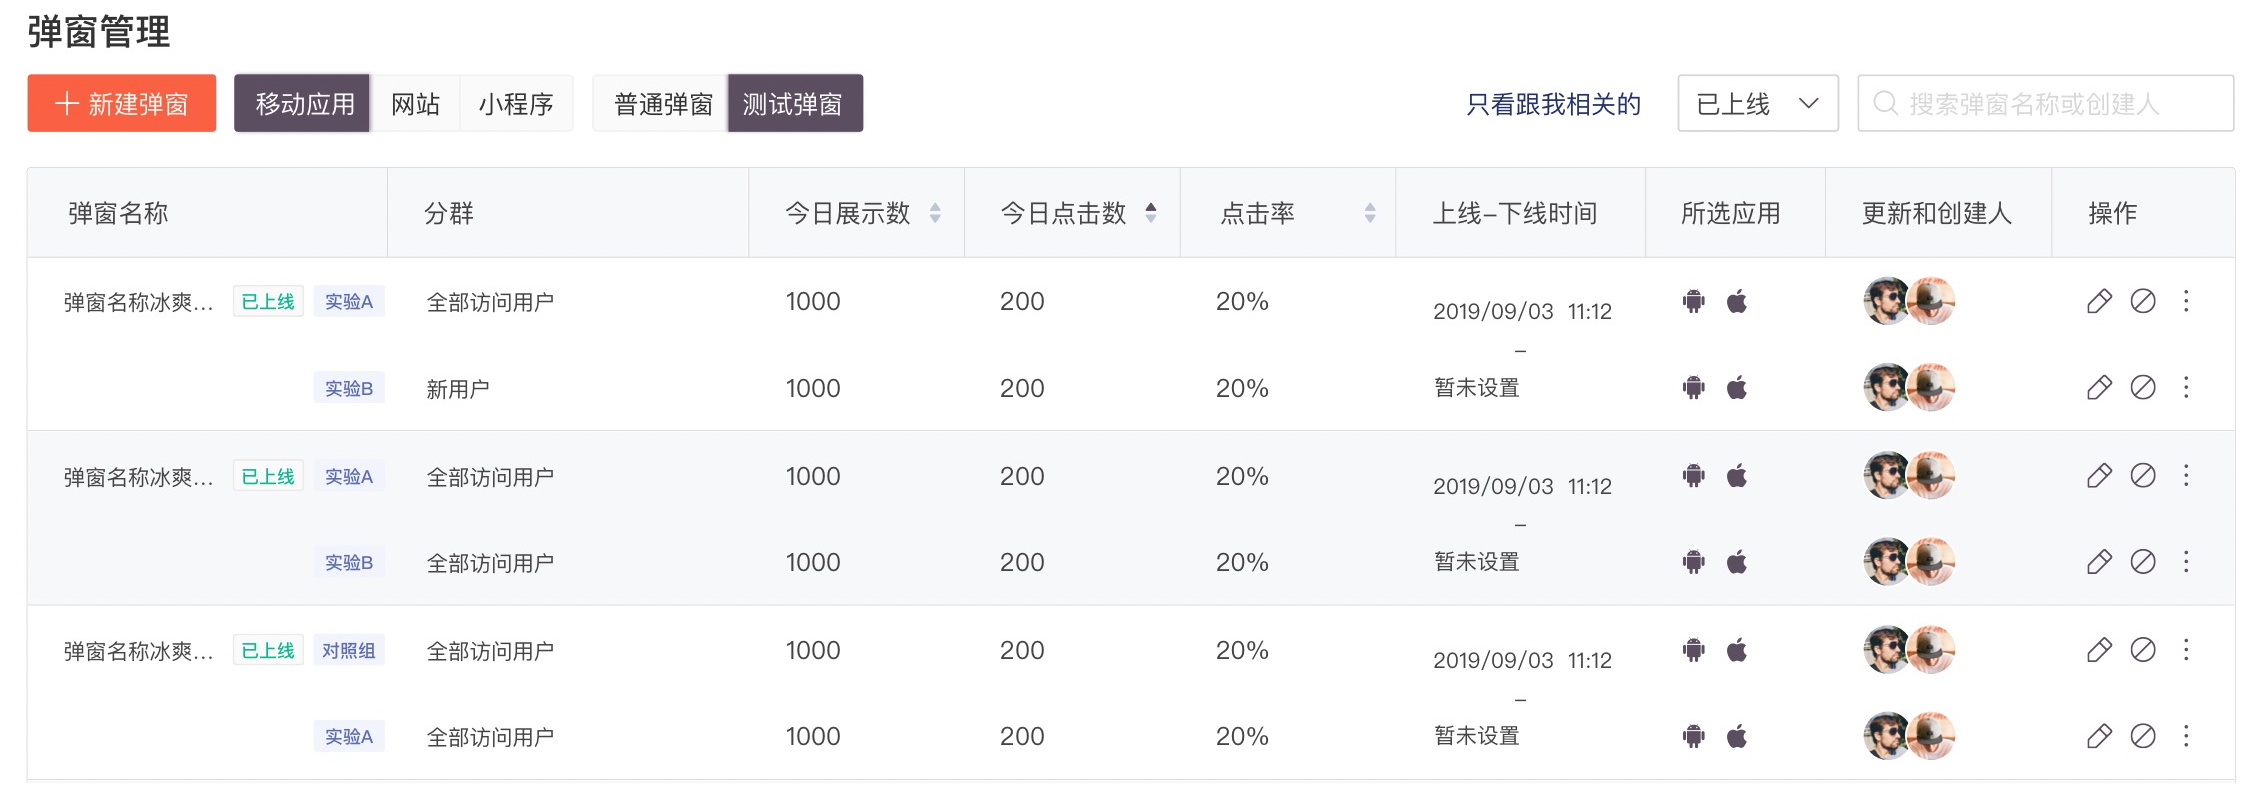 弹窗管理
新建弹窗 移动应用 网站 小程序 普通弹窗 测试弹窗 只看跟我相关的 已上线 搜索弹窗名称或创建人
弹窗名称 分群 今日展示数 今日点击数 点击率 上线-下线时间 所选应用 更新和创建人 操作
弹窗名称冰爽... 已上线 实验A 全部访问用户 1000 200 20% 2019/09/03 11:12
–
实验B 新用户 1000 200 20% 暂未设置
弹窗名称冰爽... 已上线 实验A 全部访问用户 1000 200 20% 2019/09/03 11:12
–
实验B 全部访问用户 1000 200 20% 暂未设置
弹窗名称冰爽... 已上线 对照组 全部访问用户 1000 200 20% 2019/09/03 11:12
–
实验A 全部访问用户 1000 200 20% 暂未设置